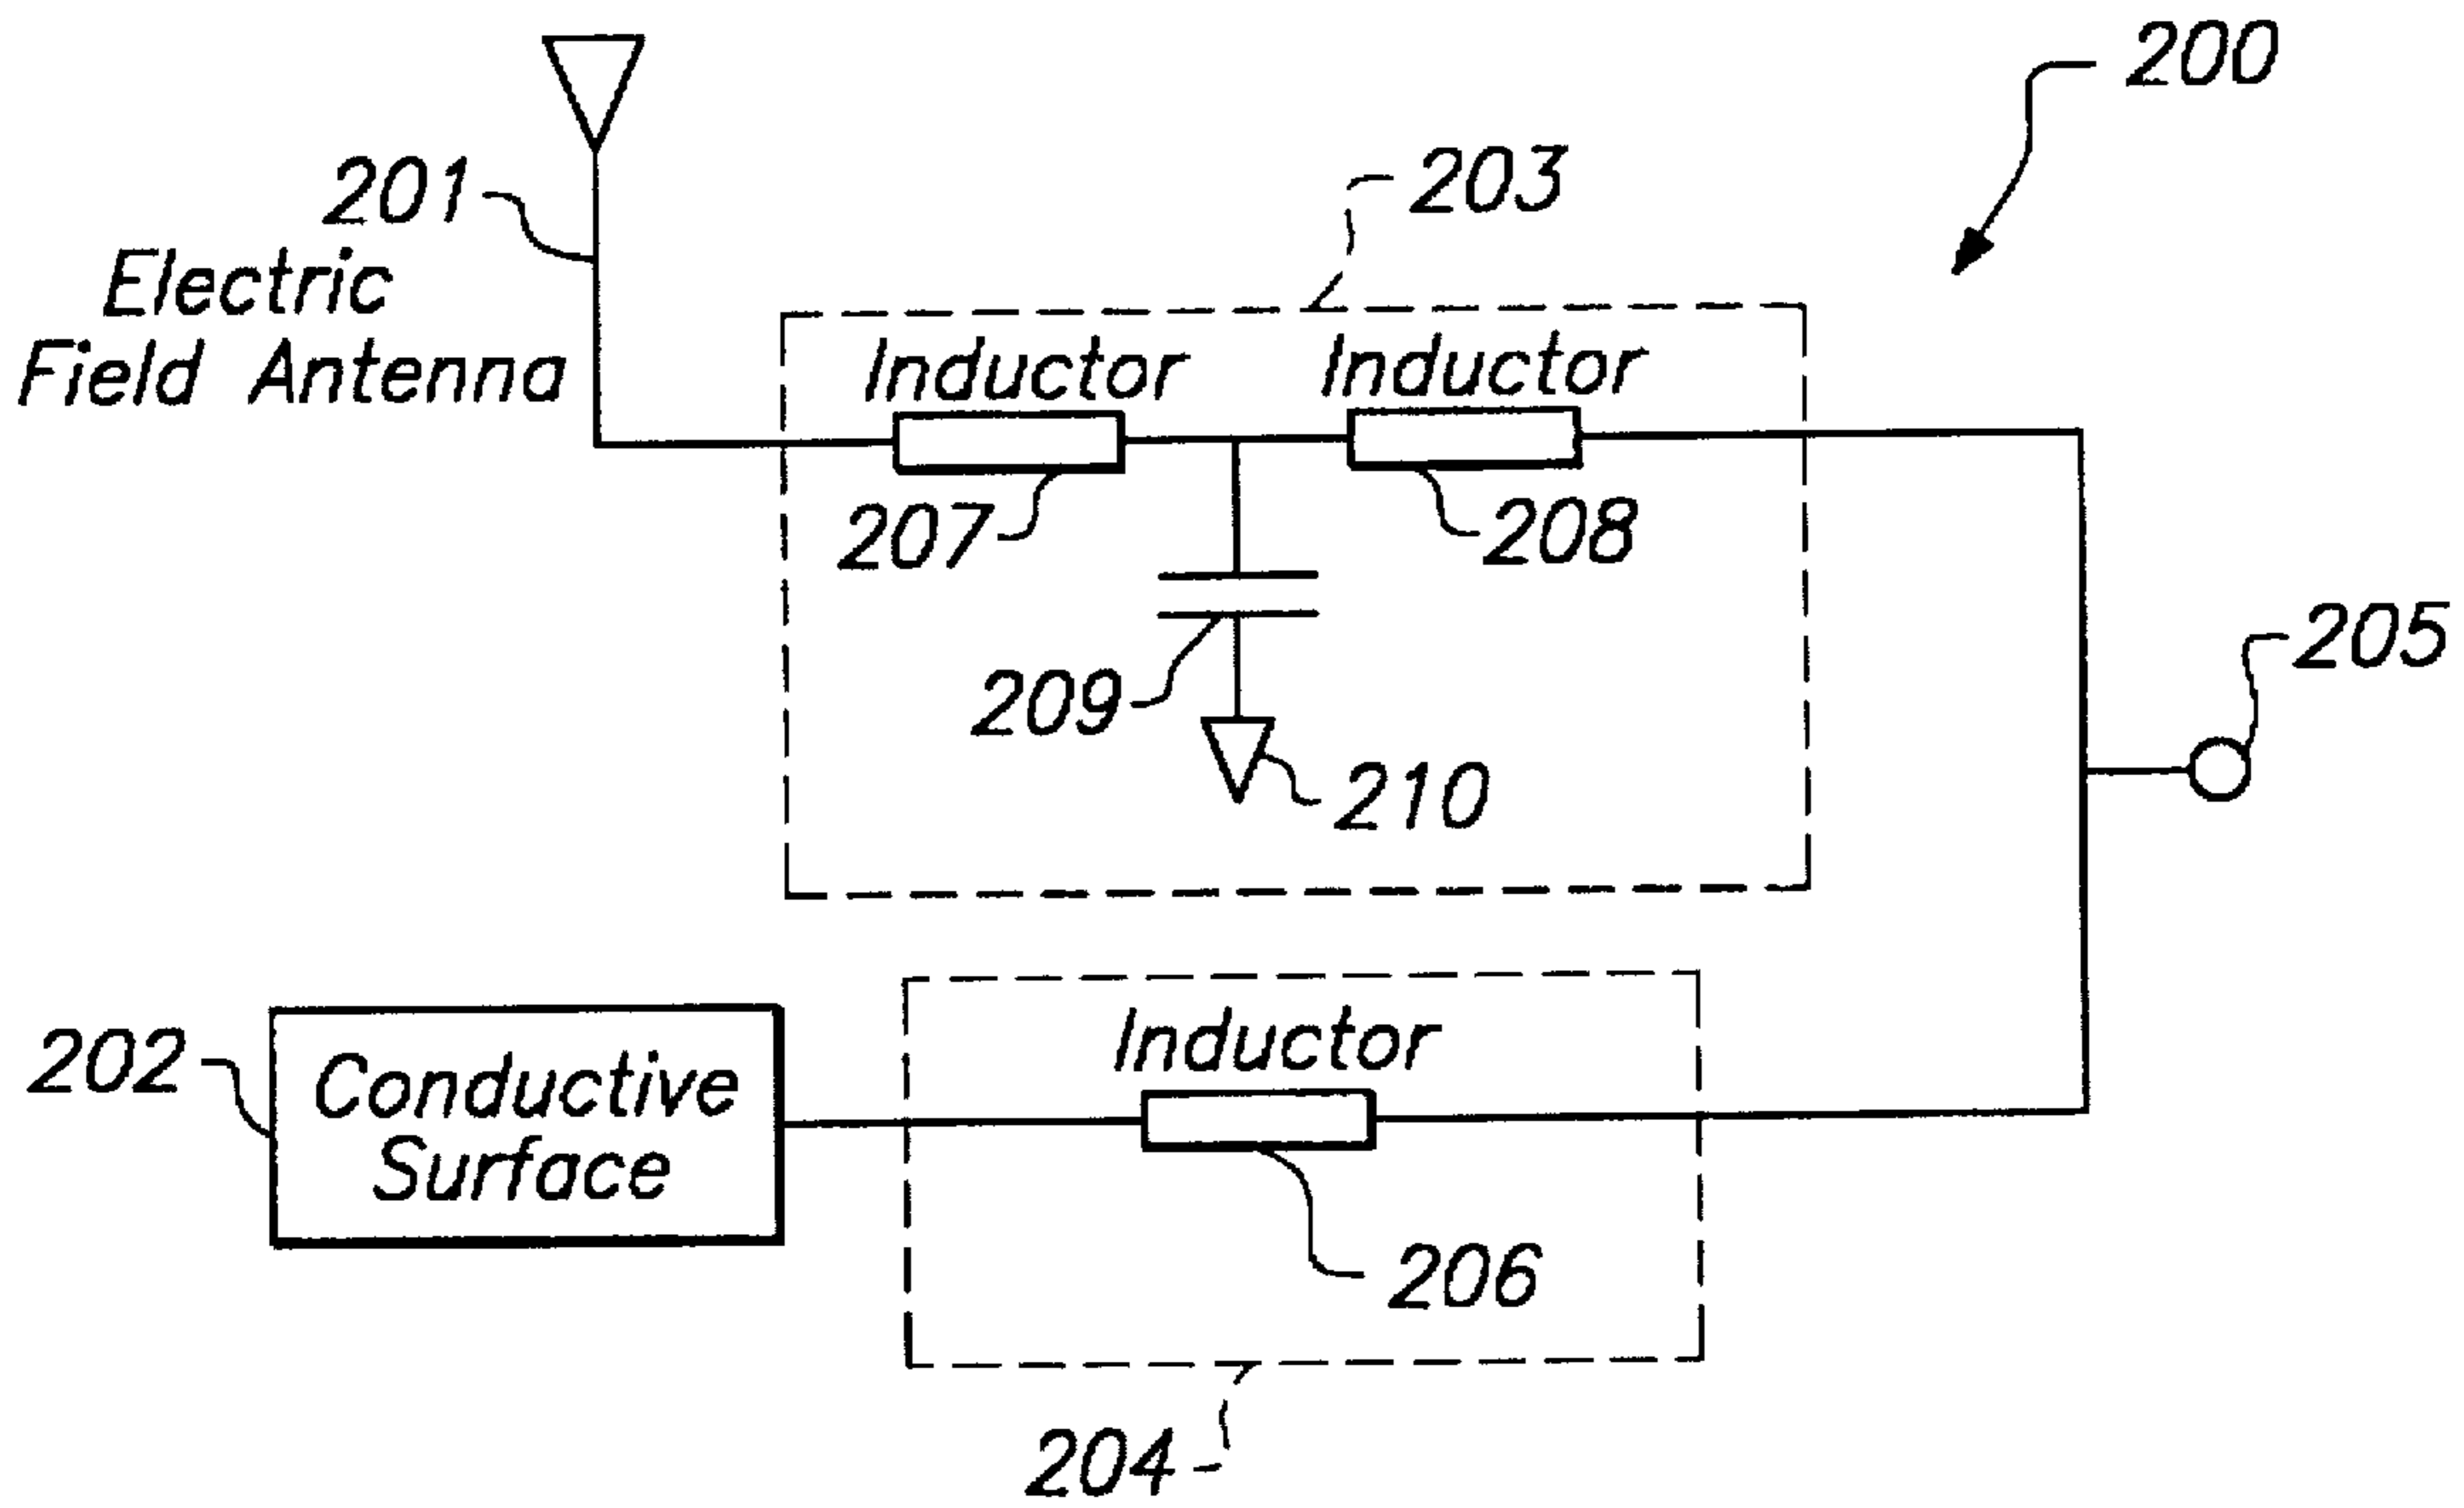 200
203
201
Electric
Field Antenna
Inductor
Inductor
207
208
205
209
210
Inductor
202
Conductive
Surface
206
204